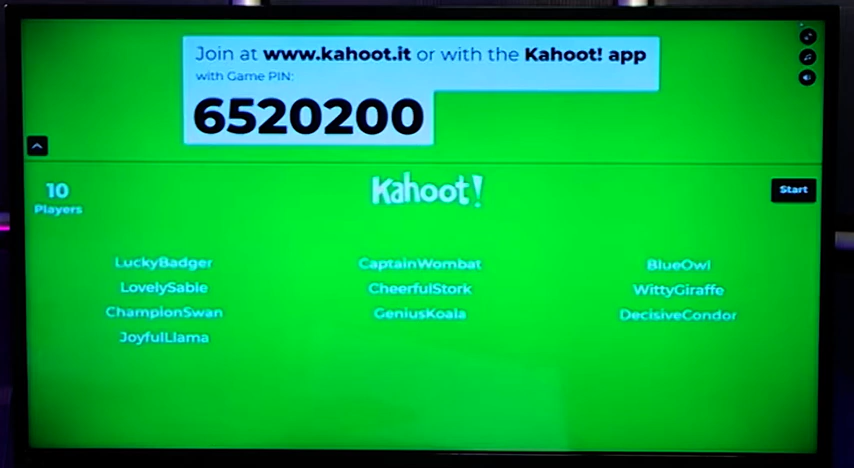 Join at www.kahoot.it or with the Kahoot! app
with Game PIN:
6520200
10
Players
Kahoot!
Start
LuckyBadger
CaptainWombat
BlueOwl
LovelySable
CheerfulStork
WittyGiraffe
ChampionSwan
GeniusKoala
DecisiveCondor
JoyfulLlama